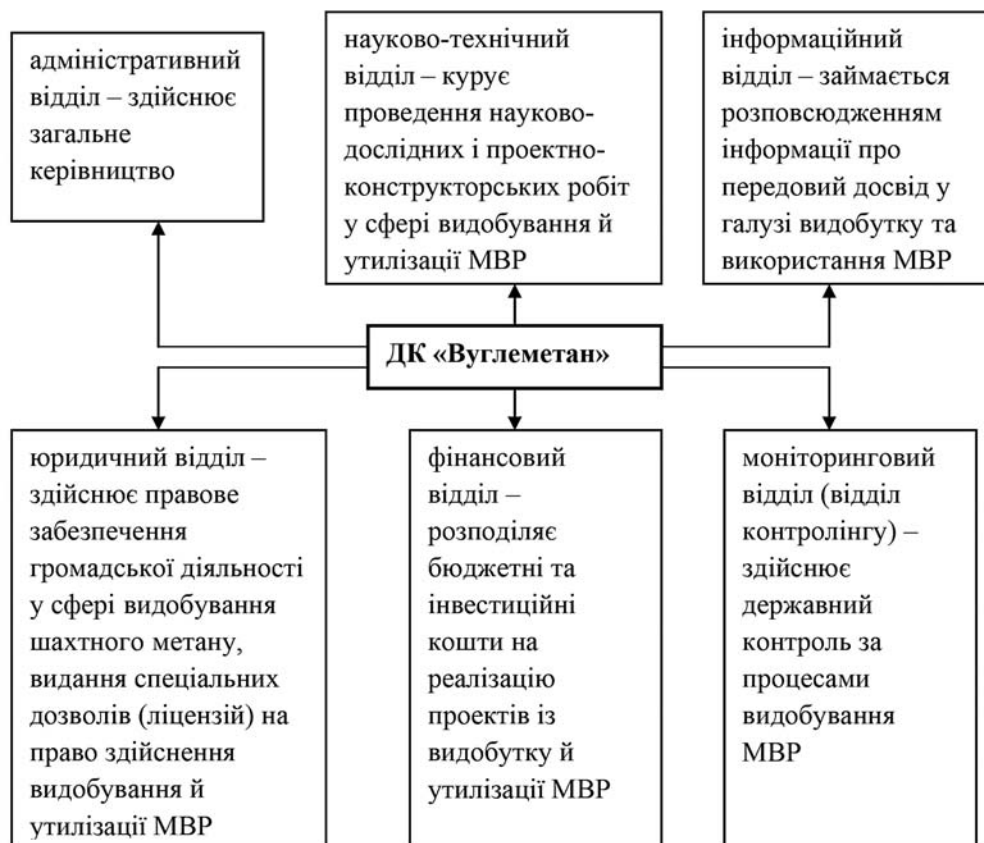 адміністративний
відділ – здійснює
загальне
керівництво
науково-технічний
відділ – курує
проведення науково-
дослідних і проектно-
конструкторських робіт
у сфері видобування й
утилізації МВР
інформаційний
відділ – займається
розповсюдженням
інформації про
передовий досвід у
галузі видобутку та
використання МВР
ДК «Вуглеметан»
юридичний відділ –
здійснює правове
забезпечення
громадської діяльності
у сфері видобування
шахтного метану,
видання спеціальних
дозволів (ліцензій) на
право здійснення
видобування й
утилізації МВР
фінансовий
відділ –
розподіляє
бюджетні та
інвестиційні
кошти на
реалізацію
проектів із
видобутку й
утилізації МВР
моніторинговий
відділ (відділ
контролінгу) –
здійснює
державний
контроль за
процесами
видобування
МВР